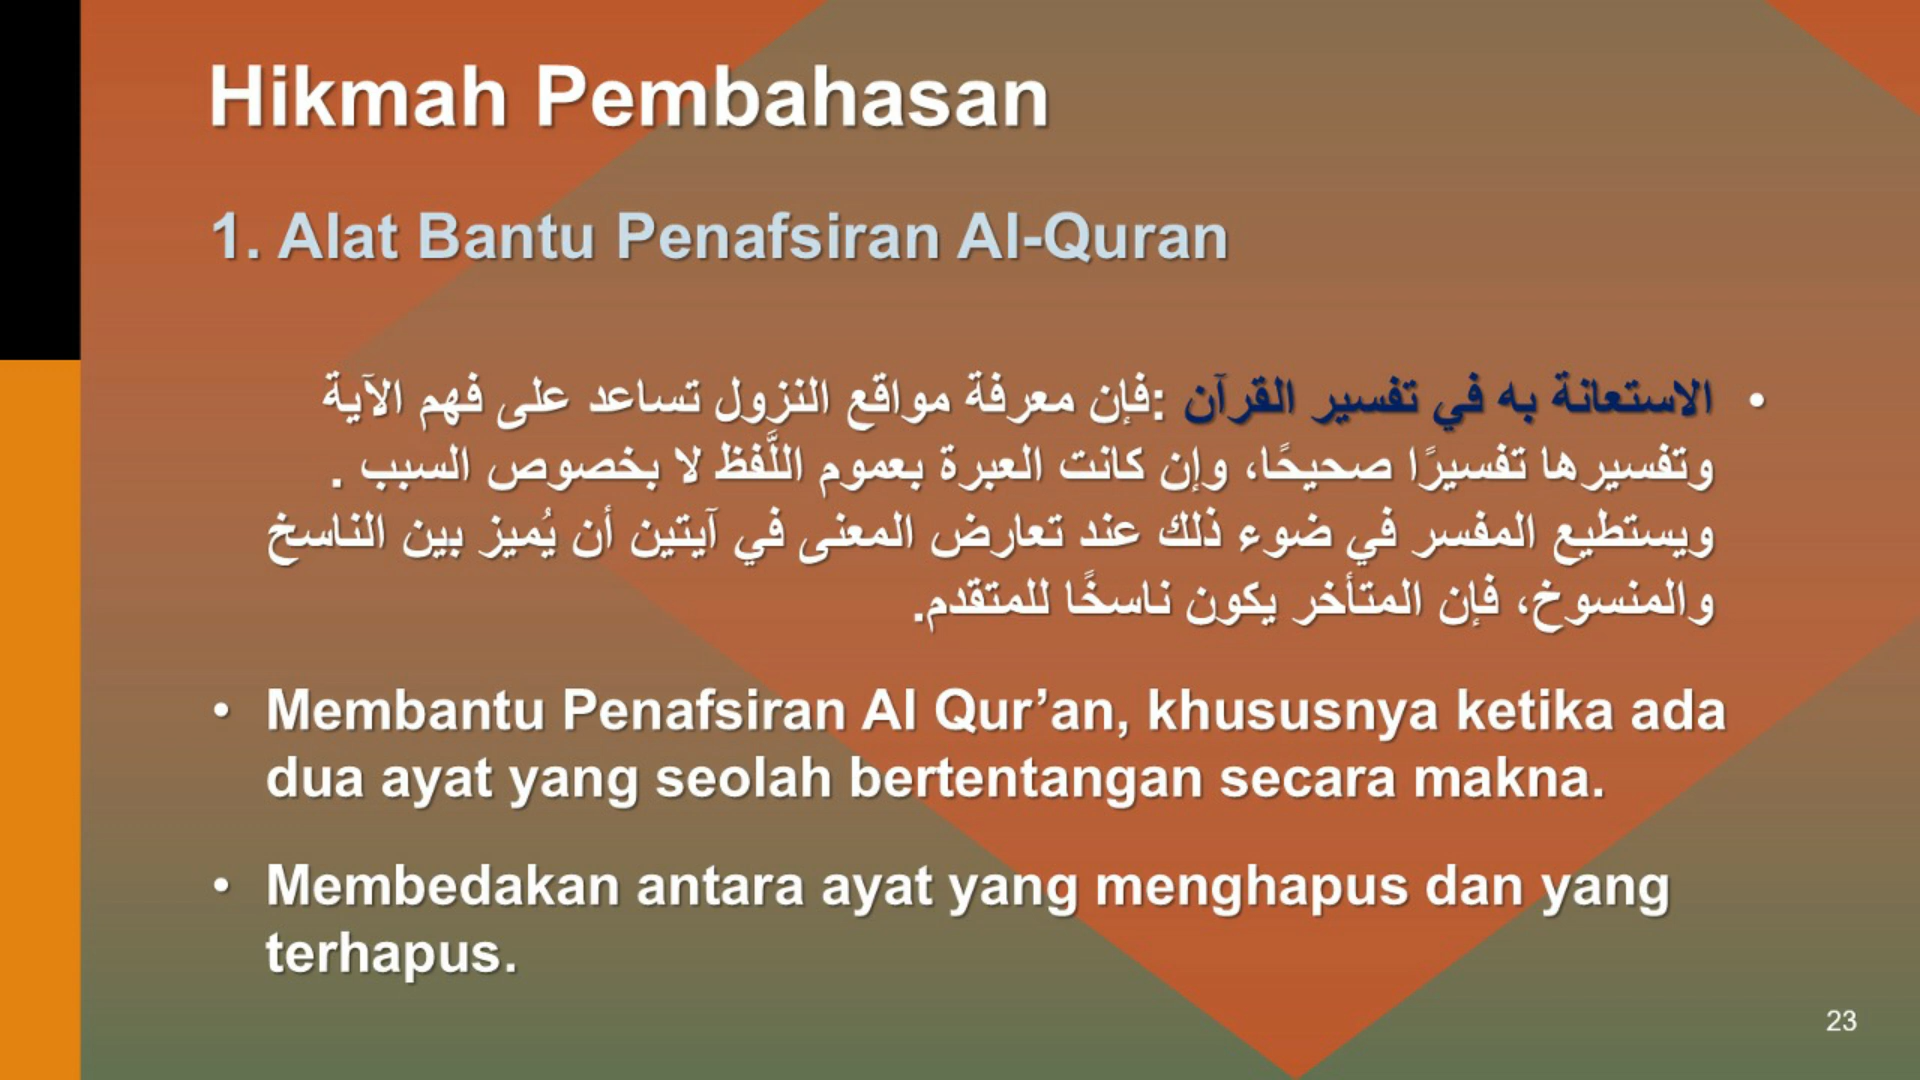 Hikmah Pembahasan
1. Alat Bantu Penafsiran Al-Quran
• الاستعانة به في تفسير القرآن :فإن معرفة مواقع النزول تساعد على فهم الآية
وتفسيرها تفسيرًا صحيحًا، وإن كانت العبرة بعموم اللَّفظ لا بخصوص السبب .
ويستطيع المفسر في ضوء ذلك عند تعارض المعنى في آيتين أن يُميز بين الناسخ
والمنسوخ، فإن المتأخر يكون ناسخًا للمتقدم.
• Membantu Penafsiran Al Qur’an, khususnya ketika ada
dua ayat yang seolah bertentangan secara makna.
• Membedakan antara ayat yang menghapus dan yang
terhapus.
23